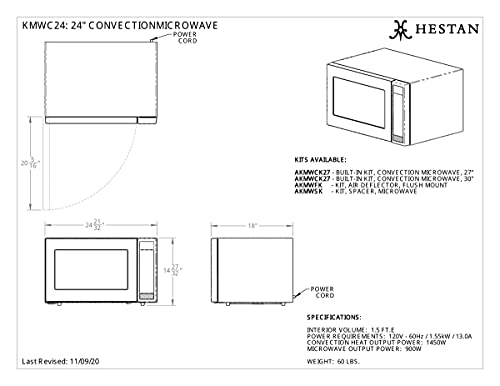 KMWC24: 24" CONVECTIONMICROWAVE
HESTAN
POWER
CORD
20 5/16"
KITS AVAILABLE:
AKMWCK27 - BUILT-IN KIT, CONVECTION MICROWAVE, 27"
AKMWCK27 - BUILT-IN KIT, CONVECTION MICROWAVE, 30"
AKMWFK - KIT, AIR DEFLECTOR, FLUSH MOUNT
AKMWSK - KIT, SPACER, MICROWAVE
24 21/32"
18"
14 27/32"
POWER
CORD
SPECIFICATIONS:
INTERIOR VOLUME: 1.5 FT.E
POWER REQUIREMENTS: 120V - 60Hz / 1.55kW / 13.0A
CONVECTION HEAT OUTPUT POWER: 1450W
MICROWAVE OUTPUT POWER: 900W
WEIGHT: 60 LBS.
Last Revised: 11/09/20